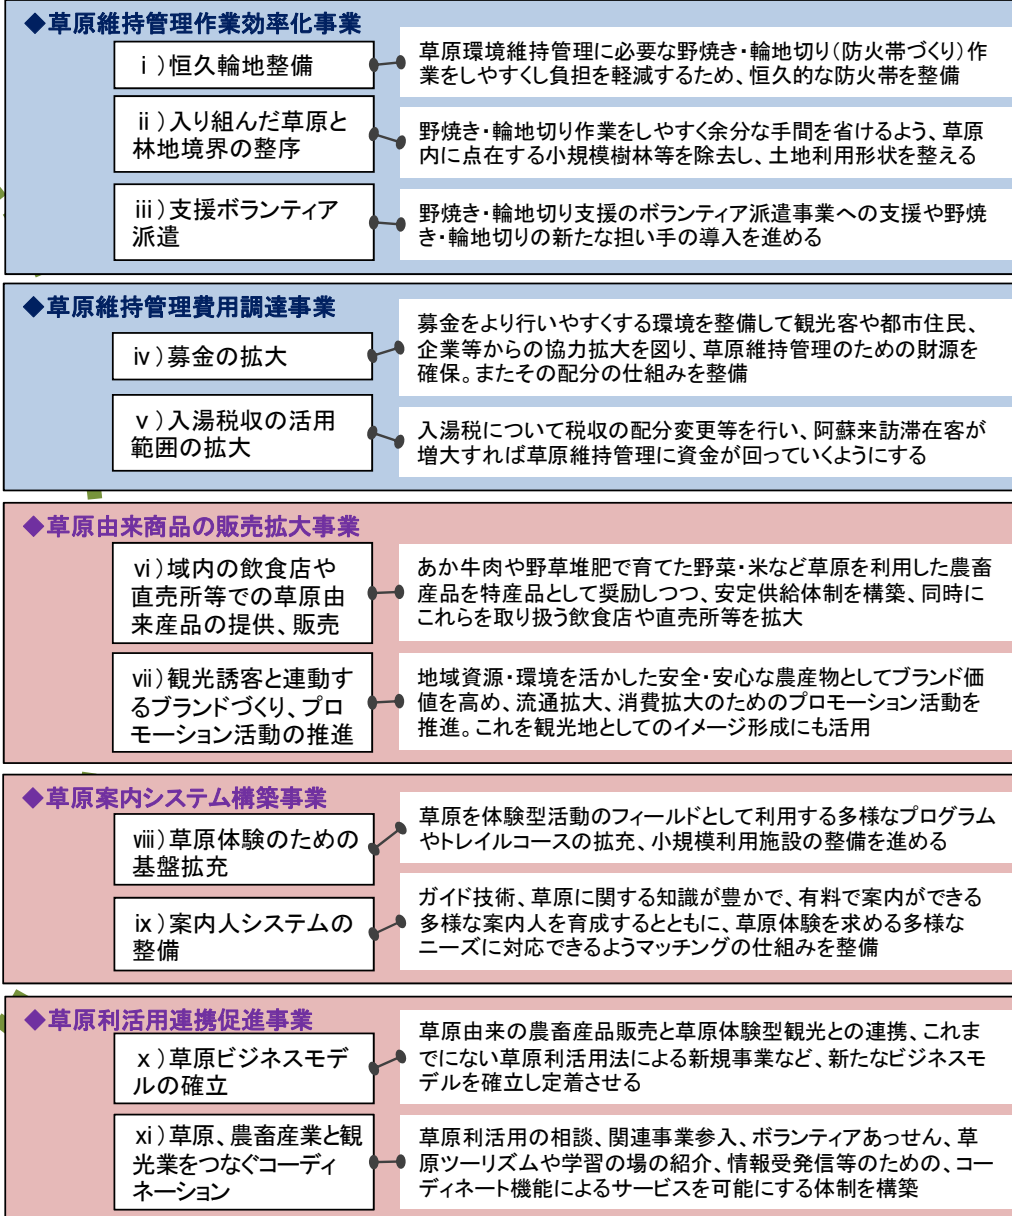 ◆草原維持管理作業効率化事業
ⅰ）恒久輪地整備
草原環境維持管理に必要な野焼き・輪地切り（防火帯づくり）作
業をしやすくし負担を軽減するため、恒久的な防火帯を整備
ⅱ）入り組んだ草原と
林地境界の整序
野焼き・輪地切り作業をしやすく余分な手間を省けるよう、草原
内に点在する小規模樹林等を除去し、土地利用形状を整える
ⅲ）支援ボランティア
派遣
野焼き・輪地切り支援のボランティア派遣事業への支援や野焼
き・輪地切りの新たな担い手の導入を進める
◆草原維持管理費用調達事業
ⅳ）募金の拡大
募金をより行いやすくする環境を整備して観光客や都市住民、
企業等からの協力拡大を図り、草原維持管理のための財源を
確保。またその配分の仕組みを整備
ⅴ）入湯税収の活用
範囲の拡大
入湯税について税収の配分変更等を行い、阿蘇来訪滞在客が
増大すれば草原維持管理に資金が回っていくようにする
◆草原由来商品の販売拡大事業
ⅵ）域内の飲食店や
直売所等での草原由
来産品の提供、販売
あか牛肉や野草堆肥で育てた野菜・米など草原を利用した農畜
産品を特産品として奨励しつつ、安定供給体制を構築、同時に
これらを取り扱う飲食店や直売所等を拡大
ⅶ）観光誘客と連動す
るブランドづくり、プロ
モーション活動の推進
地域資源・環境を活かした安全・安心な農産物としてブランド価
値を高め、流通拡大、消費拡大のためのプロモーション活動を
推進。これを観光地としてのイメージ形成にも活用
◆草原案内システム構築事業
ⅷ）草原体験のための
基盤拡充
草原を体験型活動のフィールドとして利用する多様なプログラム
やトレイルコースの拡充、小規模利用施設の整備を進める
ⅸ）案内人システムの
整備
ガイド技術、草原に関する知識が豊かで、有料で案内ができる
多様な案内人を育成するとともに、草原体験を求める多様な
ニーズに対応できるようマッチングの仕組みを整備
◆草原利活用連携促進事業
ⅹ）草原ビジネスモデ
ルの確立
草原由来の農畜産品販売と草原体験型観光との連携、これま
でにない草原利活用法による新規事業など、新たなビジネスモ
デルを確立し定着させる
ⅺ）草原、農畜産業と観
光業をつなぐコーディ
ネーション
草原利活用の相談、関連事業参入、ボランティアあっせん、草
原ツーリズムや学習の場の紹介、情報受発信等のための、コー
ディネート機能によるサービスを可能にする体制を構築